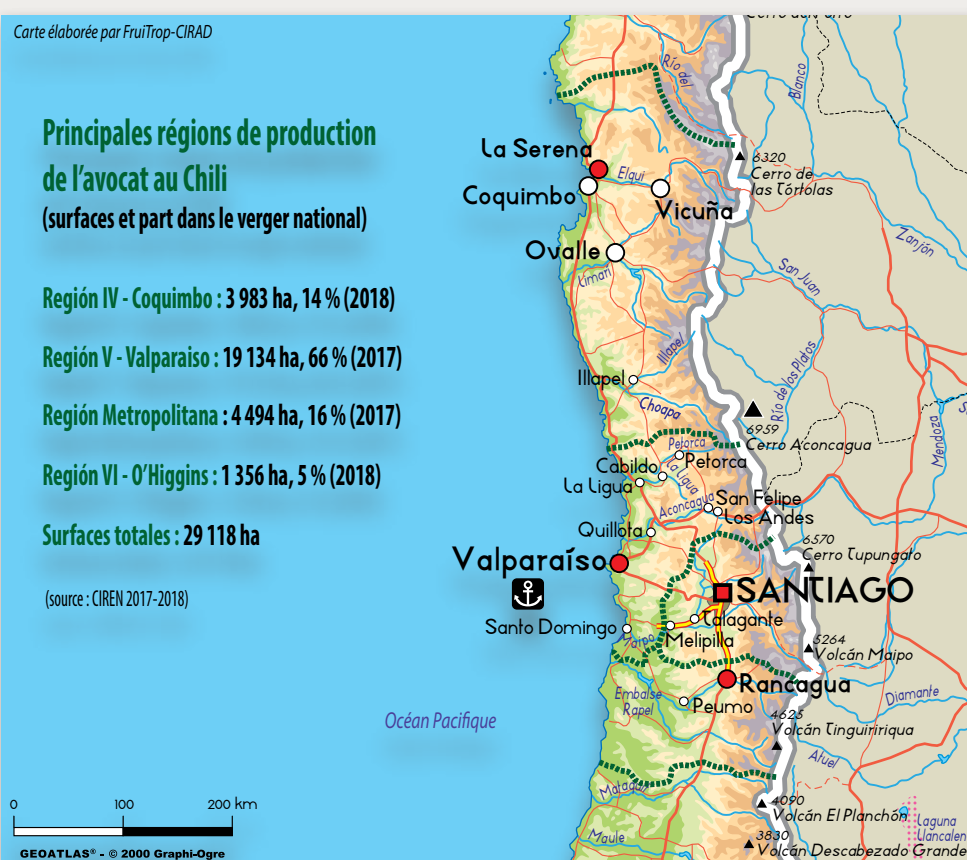 Carte élaborée par FruiTrop-CIRAD
Principales régions de production
de l'avocat au Chili
(surfaces et part dans le verger national)
Región IV - Coquimbo : 3 983 ha, 14 % (2018)
Región V - Valparaiso : 19 134 ha, 66 % (2017)
Región Metropolitana : 4 494 ha, 16 % (2017)
Región VI - O'Higgins : 1 356 ha, 5 % (2018)
Surfaces totales : 29 118 ha
(source : CIREN 2017-2018)
Río del
Blanco
La Serena
Elqui
6320
Cerro de
las Tórtolas
Coquimbo
Vicuña
Ovalle
Limarí
Zanjón
San Juan
Illapel
Illapel
Río de los Platos
Choapa
6959
Cerro Aconcagua
Mendoza
Petorca
Petorca
Cabildo
La Ligua
La Ligua
Aconcagua
San Felipe
Los Andes
Quillota
6570
Cerro Tupungato
Valparaíso
SANTIAGO
Talagante
Santo Domingo
Maipo
Melipilla
5264
Volcán Maipo
Rancagua
Embalse
Rapel
Peumo
Diamante
4625
Volcán Tinguiririqua
Atuel
Océan Pacifique
Mataquito
4090
Volcán El Planchón
Laguna
Llancalen
Maule
3830
Volcán Descabezado Grande
0 100 200 km
GEOATLAS® - © 2000 Graphi-Ogre